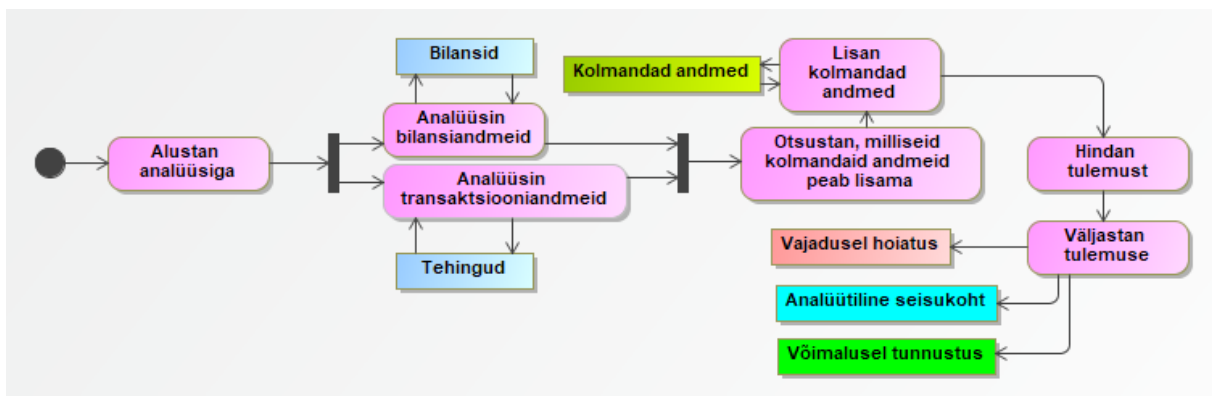 Alustan
analüüsiga
Bilansid
Analüüsin
bilansiandmeid
Analüüsin
transaktsiooniandmeid
Tehingud
Kolmandad andmed
Lisan
kolmandad
andmed
Otsustan, milliseid
kolmandaid andmeid
peab lisama
Hindan
tulemust
Väljastan
tulemuse
Vajadusel hoiatus
Analüütiline seisukoht
Võimalusel tunnustus